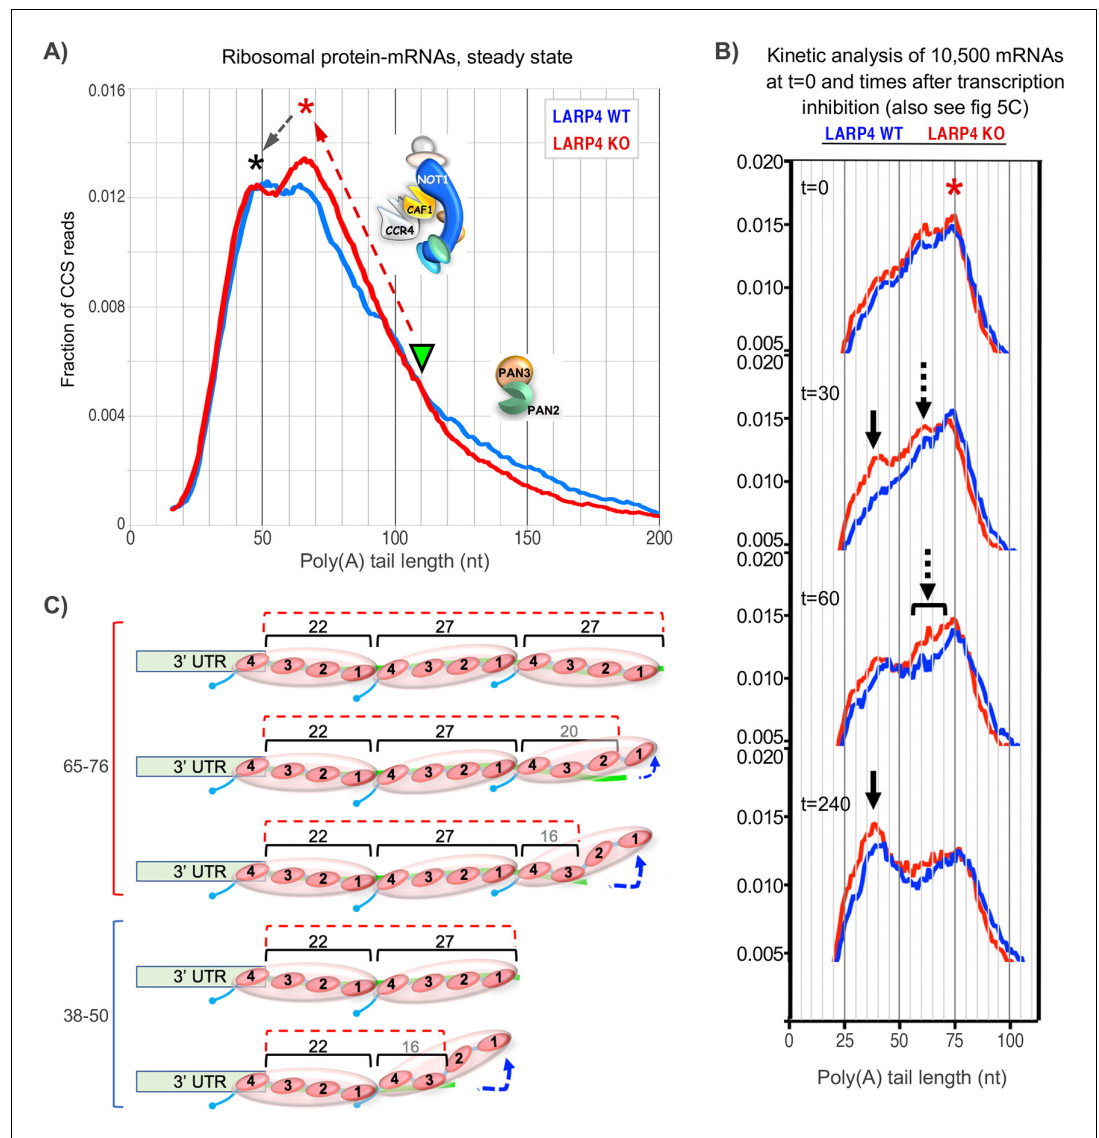 A)
Ribosomal protein-mRNAs, steady state
0.016
0.012
0.008
0.004
0
Fraction of CCS reads
*
*
LARP4 WT
LARP4 KO
NOT1
CAF1
CCR4
PAN3
PAN2
0 50 100 150 200
Poly(A) tail length (nt)
B)
Kinetic analysis of 10,500 mRNAs
at t=0 and times after transcription
inhibition (also see fig 5C)
LARP4 WT LARP4 KO
0.020
t=0
*
0.015
0.010
0.005
0.020
t=30
0.015
0.010
0.005
0.020
t=60
0.015
0.010
0.005
0.020
t=240
0.015
0.010
0.005
0 25 50 75 100
Poly(A) tail length (nt)
C)
65-76
22 27 27
3' UTR 4 3 2 1 4 3 2 1 4 3 2 1
22 27 20
3' UTR 4 3 2 1 4 3 2 1 4 3 2 1
22 27 16
3' UTR 4 3 2 1 4 3 2 1 4 3 2 1
38-50
22 27
3' UTR 4 3 2 1 4 3 2 1
22 16
3' UTR 4 3 2 1 4 3 2 1